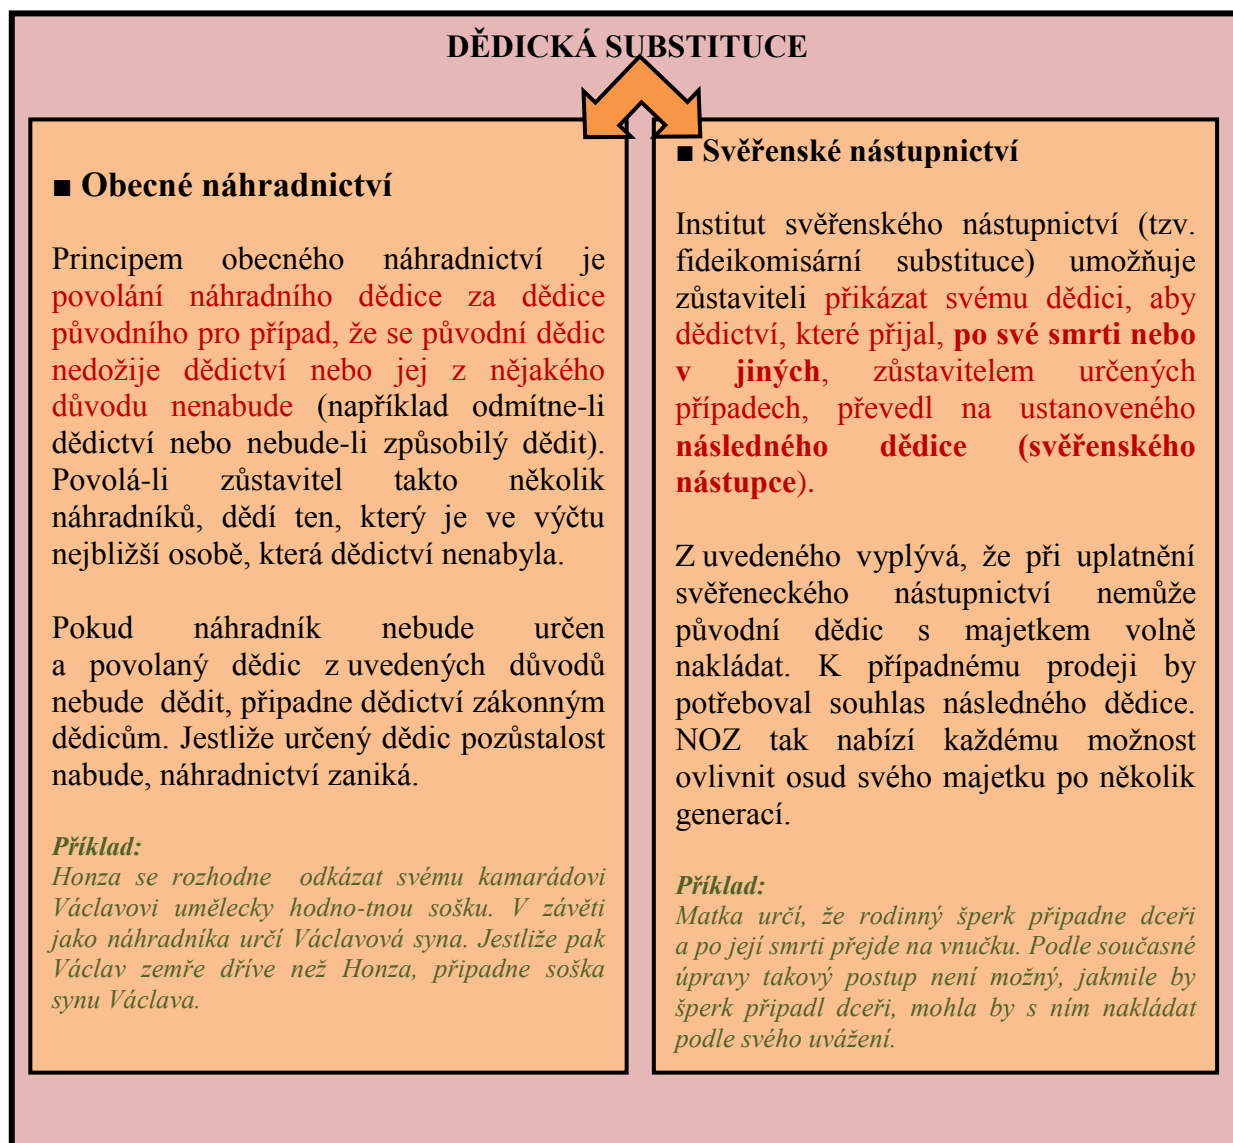 DĚDICKÁ SUBSTITUCE
■ Obecné náhradnictví
Principem obecného náhradnictví je
povolání náhradního dědice za dědice
původního pro případ, že se původní dědic
nedožije dědictví nebo jej z nějakého
důvodu nenabude (například odmítne-li
dědictví nebo nebude-li způsobilý dědit).
Povolá-li zůstavitel takto několik
náhradníků, dědí ten, který je ve výčtu
nejbližší osobě, která dědictví nenabyla.
Pokud náhradník nebude určen
a povolaný dědic z uvedených důvodů
nebude dědit, připadne dědictví zákonným
dědicům. Jestliže určený dědic pozůstalost
nabude, náhradnictví zaniká.
Příklad:
Honza se rozhodne odkázat svému kamarádovi
Václavovi umělecky hodno-tnou sošku. V závěti
jako náhradníka určí Václavová syna. Jestliže pak
Václav zemře dříve než Honza, připadne soška
synu Václava.
■ Svěřenské nástupnictví
Institut svěřenského nástupnictví (tzv.
fideikomisární substituce) umožňuje
zůstaviteli přikázat svému dědici, aby
dědictví, které přijal, po své smrti nebo
v jiných, zůstavitelem určených
případech, převedl na ustanoveného
následného dědice (svěřenského
nástupce).
Z uvedeného vyplývá, že při uplatnění
svěřeneckého nástupnictví nemůže
původní dědic s majetkem volně
nakládat. K případnému prodeji by
potřeboval souhlas následného dědice.
NOZ tak nabízí každému možnost
ovlivnit osud svého majetku po několik
generací.
Příklad:
Matka určí, že rodinný šperk připadne dceři
a po její smrti přejde na vnučku. Podle současné
úpravy takový postup není možný, jakmile by
šperk připadl dceři, mohla by s ním nakládat
podle svého uvážení.